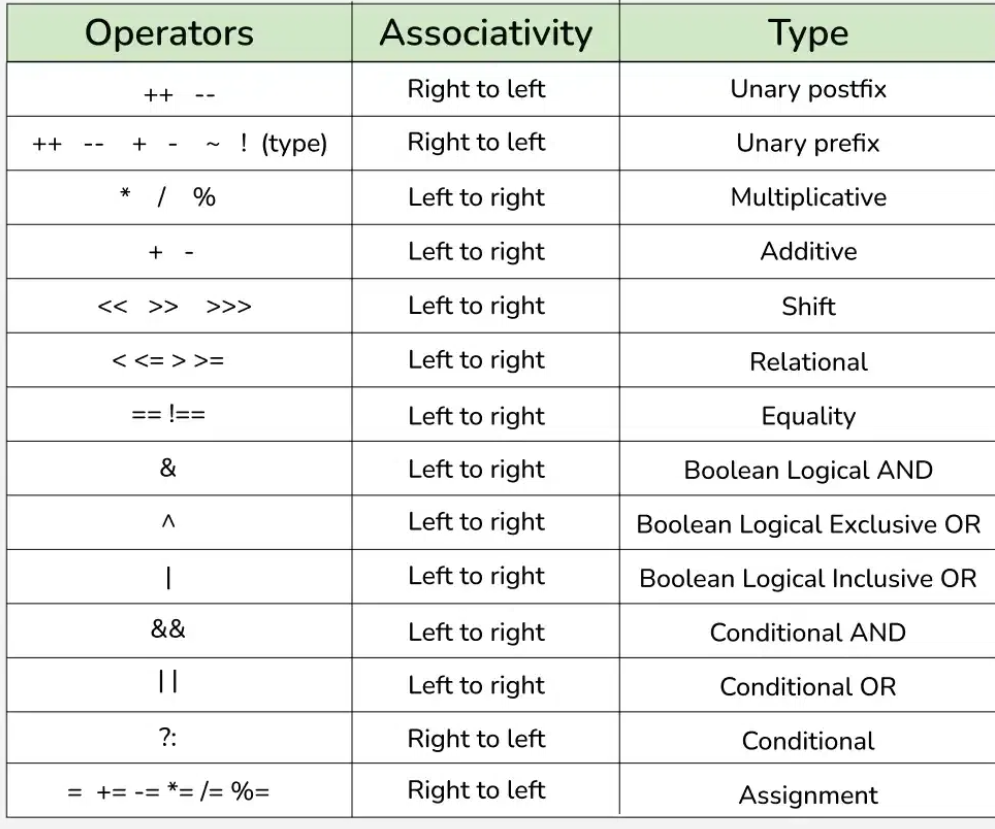 Operators Associativity Type
++ -- Right to left Unary postfix
++ -- + - ~ ! (type) Right to left Unary prefix
* / % Left to right Multiplicative
+ - Left to right Additive
<< >> >>> Left to right Shift
< <= > >= Left to right Relational
== !== Left to right Equality
& Left to right Boolean Logical AND
^ Left to right Boolean Logical Exclusive OR
| Left to right Boolean Logical Inclusive OR
&& Left to right Conditional AND
|| Left to right Conditional OR
?: Right to left Conditional
= += -= *= /= %= Right to left Assignment